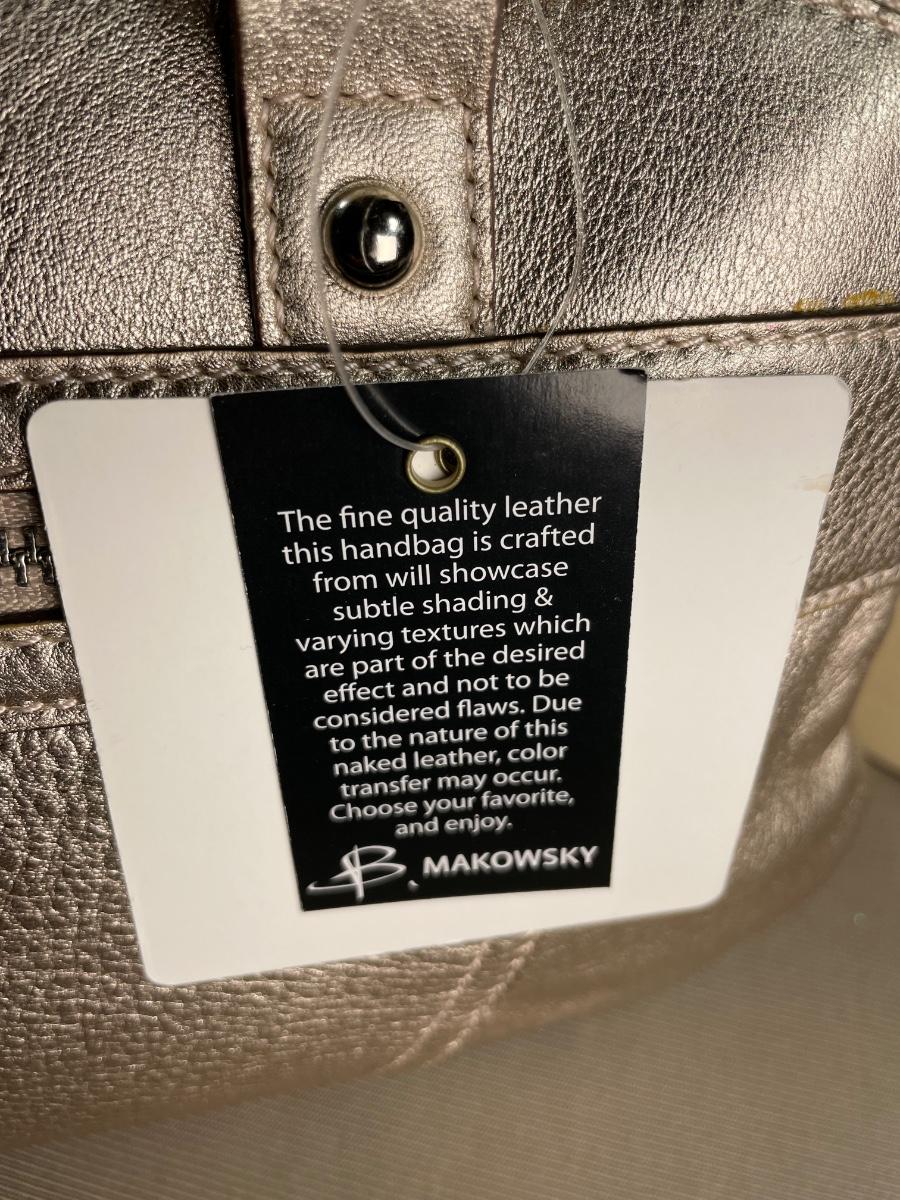 The fine quality leather
this handbag is crafted
from will showcase
subtle shading &
varying textures which
are part of the desired
effect and not to be
considered flaws. Due
to the nature of this
naked leather, color
transfer may occur.
Choose your favorite,
and enjoy.
B. MAKOWSKY